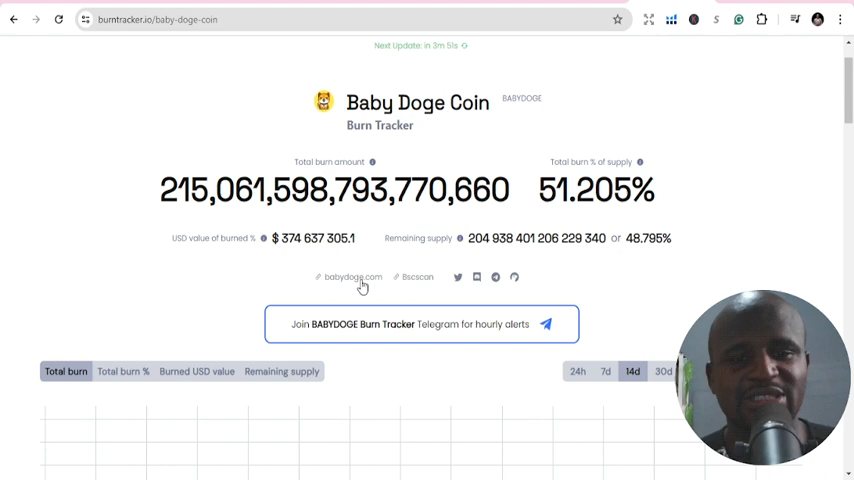 burntracker.io/baby-doge-coin
Next Update: in 3m 51s
Baby Doge Coin BABYDOGE
Burn Tracker
Total burn amount Total burn % of supply
215,061,598,793,770,660 51.205%
USD value of burned % $ 374 637 305.1 Remaining supply 204 938 401 206 229 340 or 48.795%
babydoge.com Bscscan
Join BABYDOGE Burn Tracker Telegram for hourly alerts
Total burn Total burn % Burned USD value Remaining supply 24h 7d 14d 30d